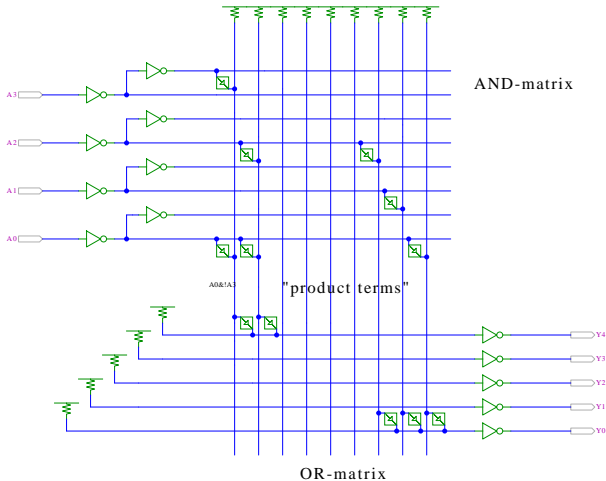 AND-matrix
A3
A2
A1
A0
A0&!A3
"product terms"
Y4
Y3
Y2
Y1
Y0
OR-matrix